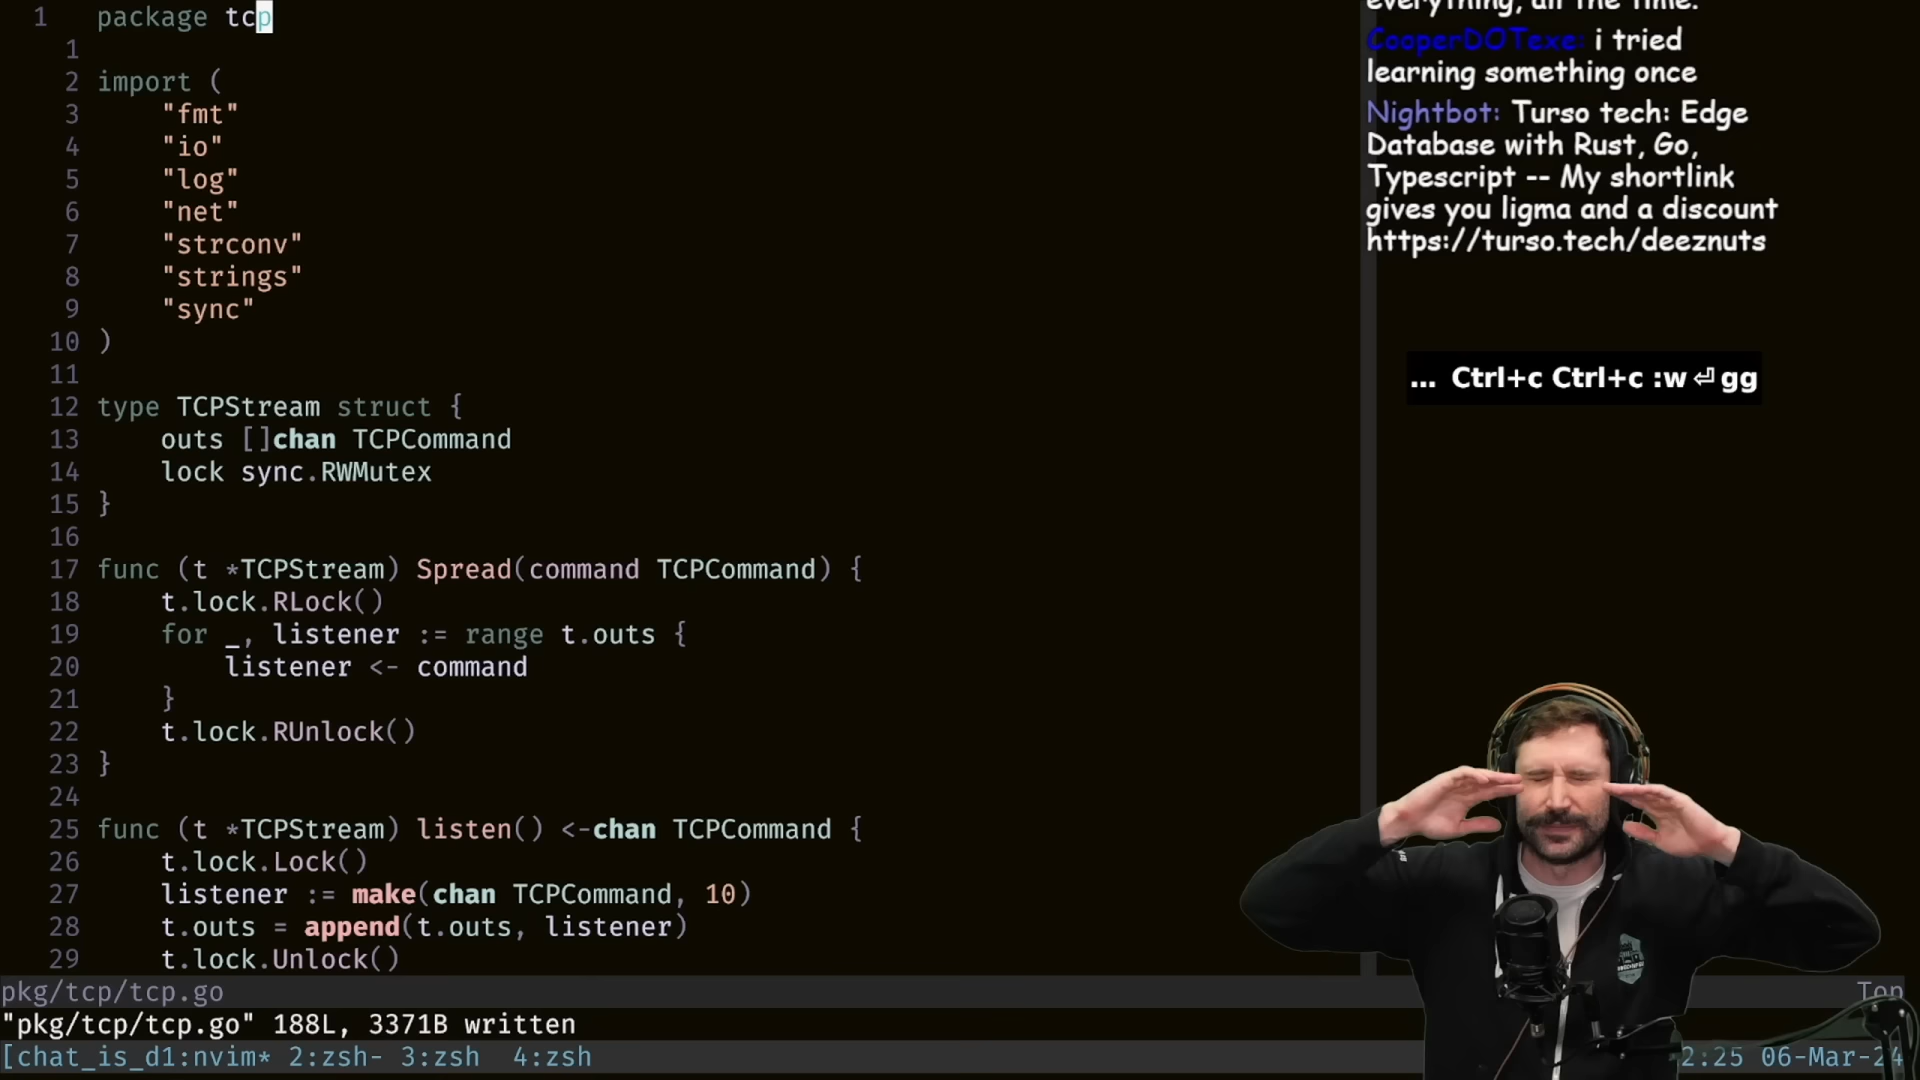 1 package tcp
1
2 import (
3 "fmt"
4 "io"
5 "log"
6 "net"
7 "strconv"
8 "strings"
9 "sync"
10 )
11
12 type TCPStream struct {
13 outs []chan TCPCommand
14 lock sync.RWMutex
15 }
16
17 func (t *TCPStream) Spread(command TCPCommand) {
18 t.lock.RLock()
19 for _, listener := range t.outs {
20 listener <- command
21 }
22 t.lock.RUnlock()
23 }
24
25 func (t *TCPStream) listen() <-chan TCPCommand {
26 t.lock.Lock()
27 listener := make(chan TCPCommand, 10)
28 t.outs = append(t.outs, listener)
29 t.lock.Unlock()
pkg/tcp/tcp.go Top
"pkg/tcp/tcp.go" 188L, 3371B written
[chat_is_d1:nvim* 2:zsh- 3:zsh 4:zsh 2:25 06-Mar-24
everything, all the time.
CooperDOTexe: i tried
learning something once
Nightbot: Turso tech: Edge
Database with Rust, Go,
Typescript -- My shortlink
gives you ligma and a discount
https://turso.tech/deeznuts
... Ctrl+c Ctrl+c :w⏎gg